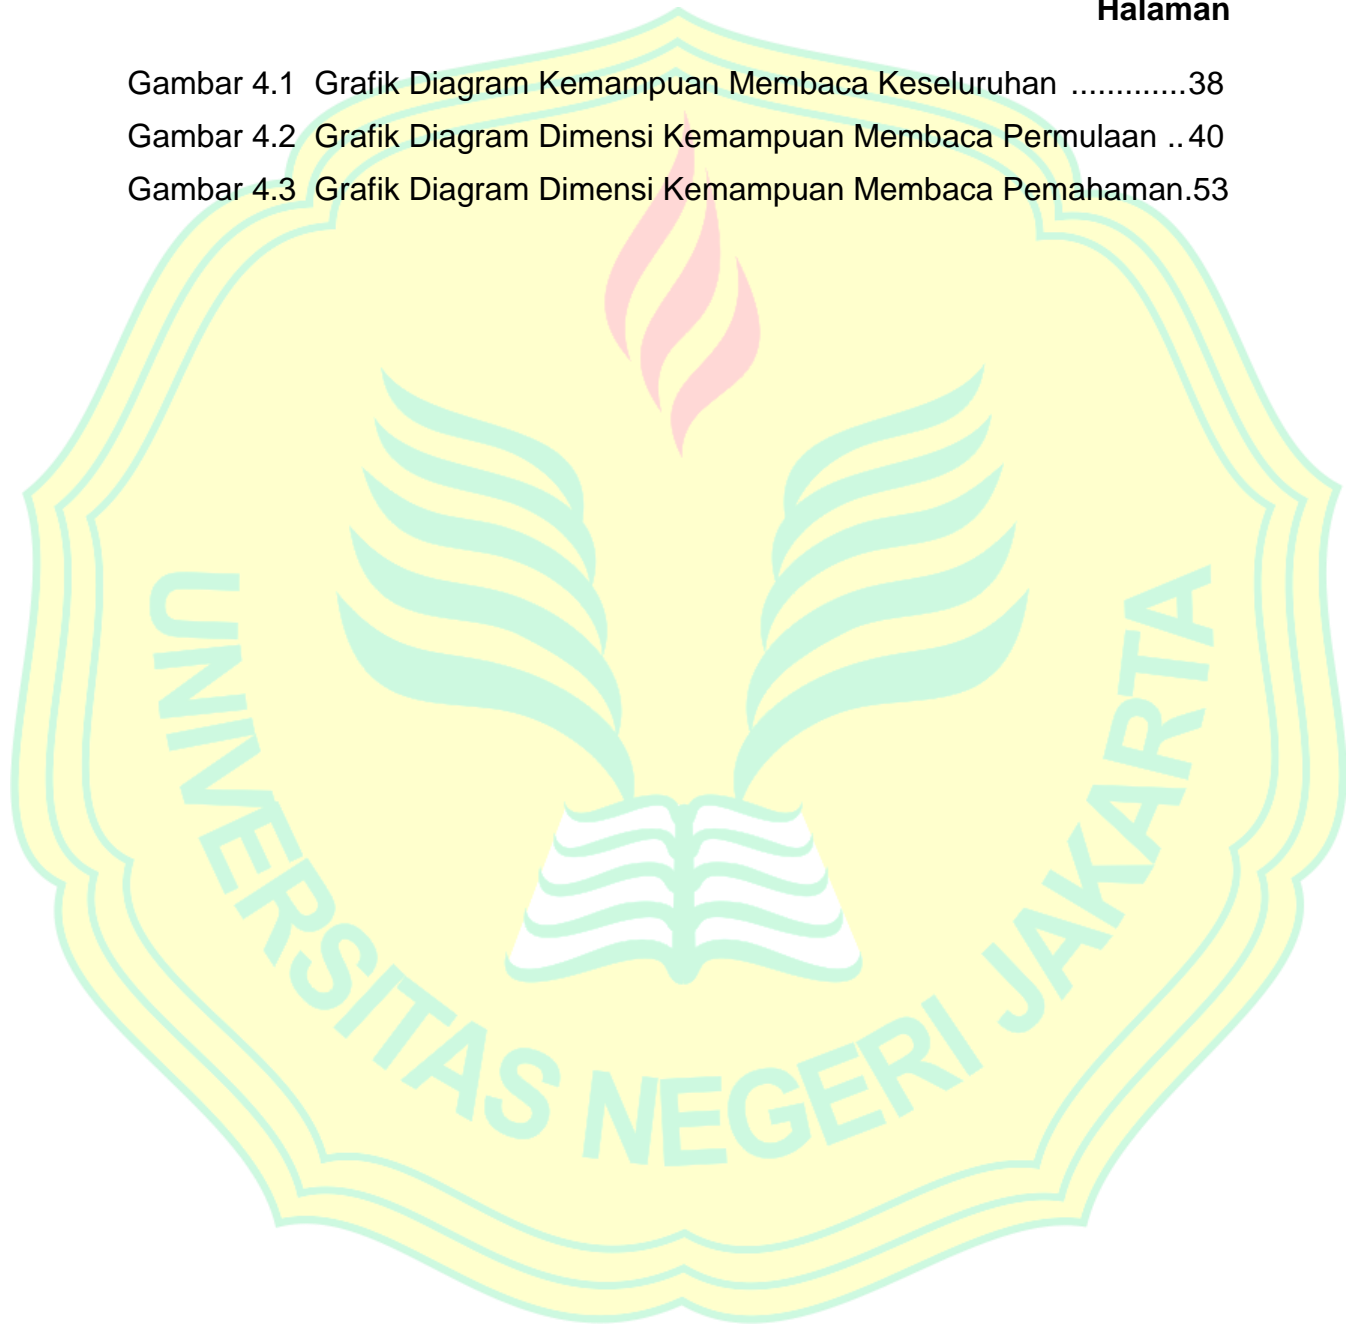 Halaman
Gambar 4.1 Grafik Diagram Kemampuan Membaca Keseluruhan .............38
Gambar 4.2 Grafik Diagram Dimensi Kemampuan Membaca Permulaan ..40
Gambar 4.3 Grafik Diagram Dimensi Kemampuan Membaca Pemahaman.53
UNIVERSITAS NEGERI JAKARTA